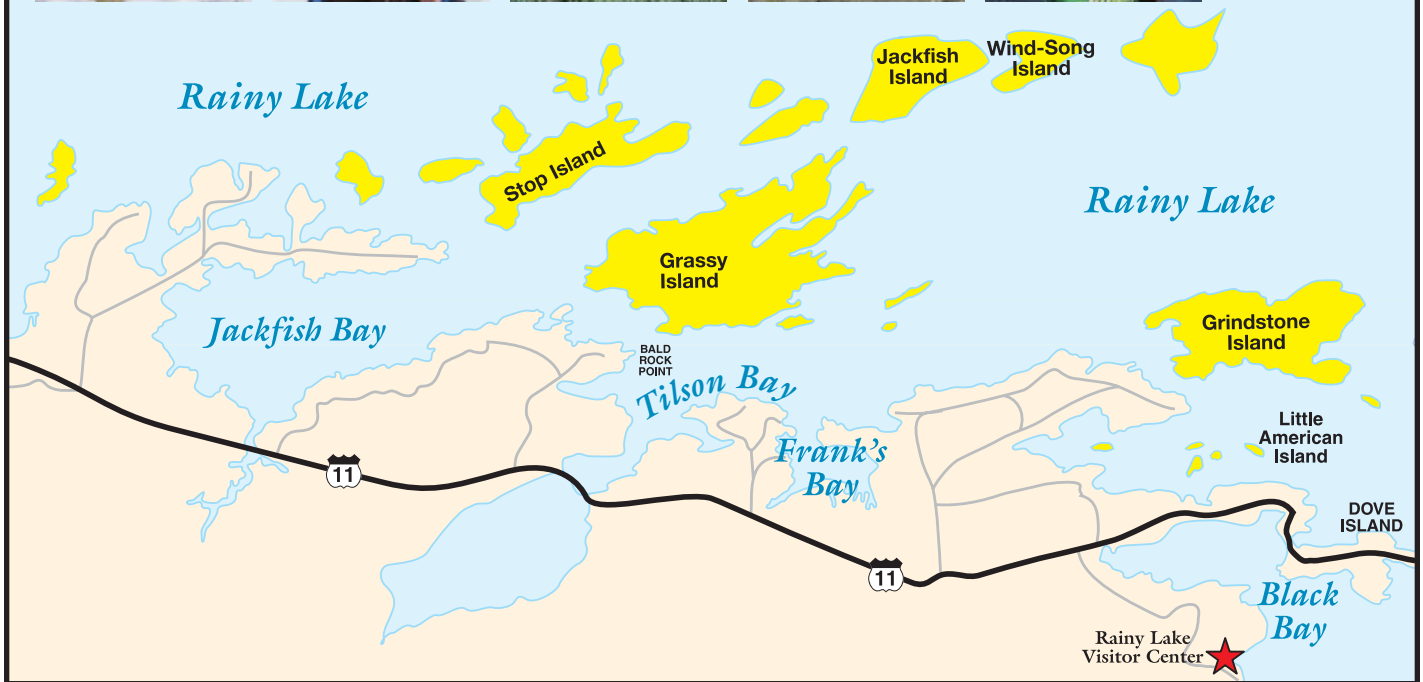 Rainy Lake
Jackfish
Island
Wind-Song
Island
Stop Island
Rainy Lake
Grassy
Island
Jackfish Bay
Grindstone
Island
BALD
ROCK
POINT
Tilson Bay
Frank's
Bay
Little
American
Island
11
DOVE
ISLAND
11
Black
Bay
Rainy Lake
Visitor Center